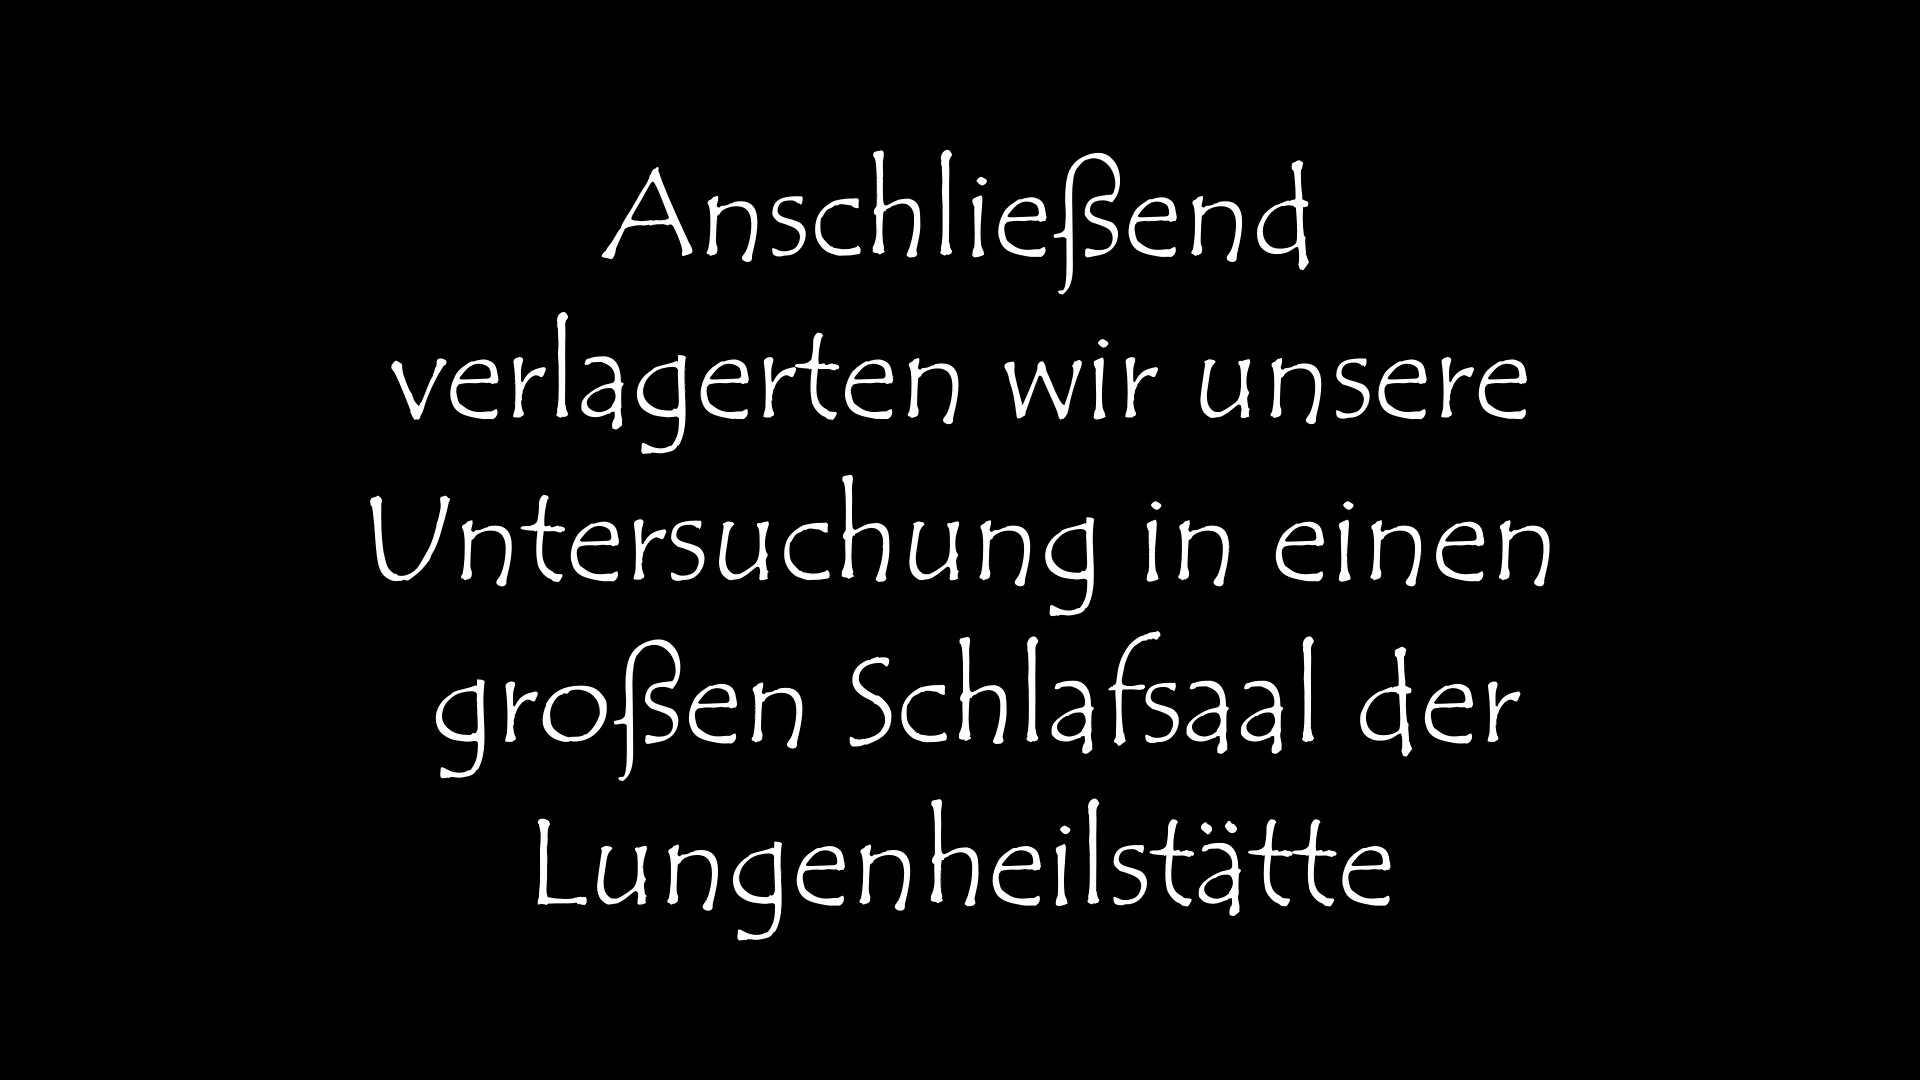 Anschließend
verlagerten wir unsere
Untersuchung in einen
großen Schlafsaal der
Lungenheilstätte